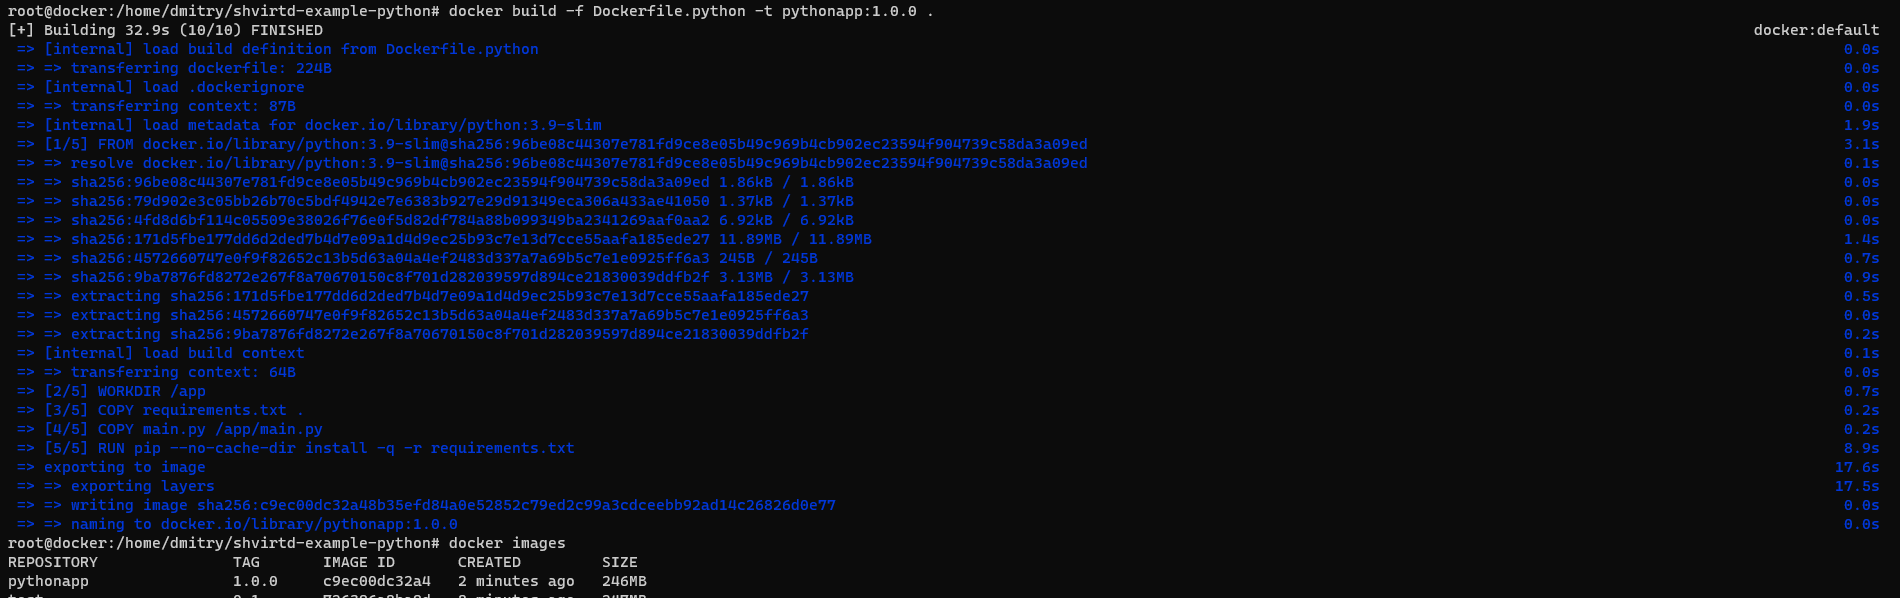 root@docker:/home/dmitry/shvirtd-example-python# docker build -f Dockerfile.python -t pythonapp:1.0.0 .
[+] Building 32.9s (10/10) FINISHED docker:default
=> [internal] load build definition from Dockerfile.python 0.0s
=> => transferring dockerfile: 224B 0.0s
=> [internal] load .dockerignore 0.0s
=> => transferring context: 87B 0.0s
=> [internal] load metadata for docker.io/library/python:3.9-slim 1.9s
=> [1/5] FROM docker.io/library/python:3.9-slim@sha256:96be08c44307e781fd9ce8e05b49c969b4cb902ec23594f904739c58da3a09ed 3.1s
=> => resolve docker.io/library/python:3.9-slim@sha256:96be08c44307e781fd9ce8e05b49c969b4cb902ec23594f904739c58da3a09ed 0.1s
=> => sha256:96be08c44307e781fd9ce8e05b49c969b4cb902ec23594f904739c58da3a09ed 1.86kB / 1.86kB 0.0s
=> => sha256:79d902e3c05bb26b70c5bdf4942e7e6383b927e29d91349eca306a433ae41050 1.37kB / 1.37kB 0.0s
=> => sha256:4fd8d6bf114c05509e38026f76e0f5d82df784a88b099349ba2341269aaf0aa2 6.92kB / 6.92kB 0.0s
=> => sha256:171d5fbe177dd6d2ded7b4d7e09a1d4d9ec25b93c7e13d7cce55aafa185ede27 11.89MB / 11.89MB 1.4s
=> => sha256:4572660747e0f9f82652c13b5d63a04a4ef2483d337a7a69b5c7e1e0925ff6a3 245B / 245B 0.7s
=> => sha256:9ba7876fd8272e267f8a70670150c8f701d282039597d894ce21830039ddfb2f 3.13MB / 3.13MB 0.9s
=> => extracting sha256:171d5fbe177dd6d2ded7b4d7e09a1d4d9ec25b93c7e13d7cce55aafa185ede27 0.5s
=> => extracting sha256:4572660747e0f9f82652c13b5d63a04a4ef2483d337a7a69b5c7e1e0925ff6a3 0.0s
=> => extracting sha256:9ba7876fd8272e267f8a70670150c8f701d282039597d894ce21830039ddfb2f 0.2s
=> [internal] load build context 0.1s
=> => transferring context: 64B 0.0s
=> [2/5] WORKDIR /app 0.7s
=> [3/5] COPY requirements.txt . 0.2s
=> [4/5] COPY main.py /app/main.py 0.2s
=> [5/5] RUN pip --no-cache-dir install -q -r requirements.txt 8.9s
=> exporting to image 17.6s
=> => exporting layers 17.5s
=> => writing image sha256:c9ec00dc32a48b35efd84a0e52852c79ed2c99a3cdceebb92ad14c26826d0e77 0.0s
=> => naming to docker.io/library/pythonapp:1.0.0 0.0s
root@docker:/home/dmitry/shvirtd-example-python# docker images
REPOSITORY TAG IMAGE ID CREATED SIZE
pythonapp 1.0.0 c9ec00dc32a4 2 minutes ago 246MB